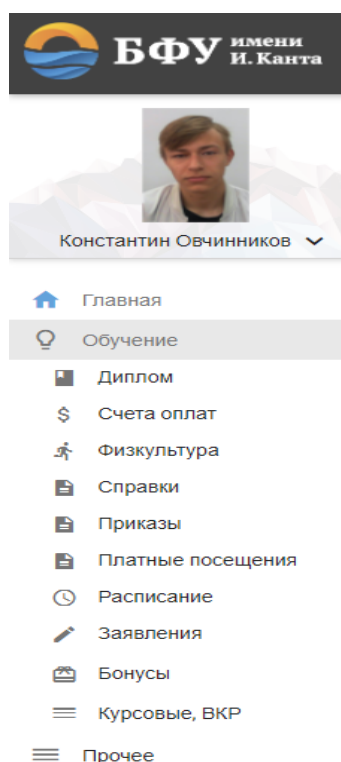 БФУ имени
И. Канта
Константин Овчинников
Главная
Обучение
Диплом
Счета оплат
Физкультура
Справки
Приказы
Платные посещения
Расписание
Заявления
Бонусы
Курсовые, ВКР
Прочее